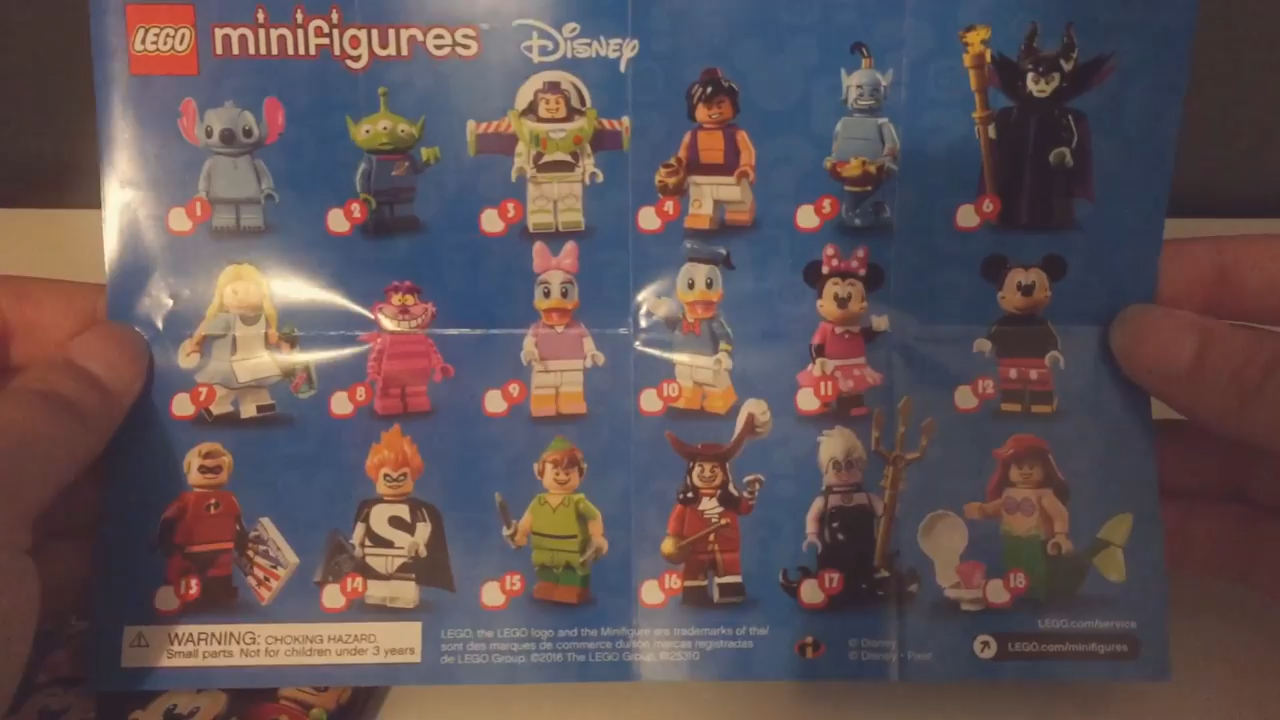 LEGO minifigures Disney
1 2 3 4 5 6
7 8 9 10 11 12
S
13 14 15 16 17 18
WARNING: CHOKING HAZARD.
Small parts. Not for children under 3 years.
LEGO, the LEGO logo and the Minifigure are trademarks of the/
sont des marques de commerce du/son marcas registradas
de LEGO Group. ©2016 The LEGO Group.
© Disney
© Disney • Pixar
LEGO.com/service
LEGO.com/minifigures